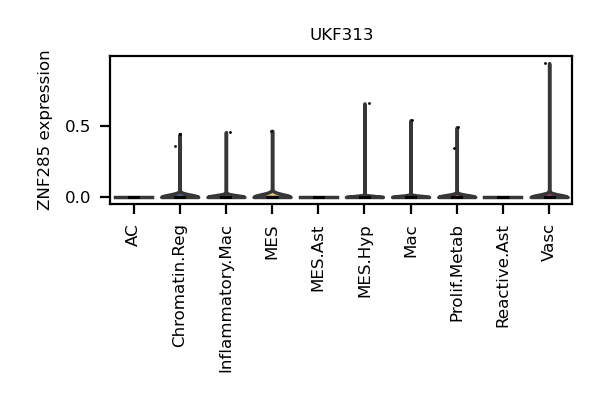 UKF313
ZNF285 expression
0.5
0.0
AC
Chromatin.Reg
Inflammatory.Mac
MES
MES.Ast
MES.Hyp
Mac
Prolif.Metab
Reactive.Ast
Vasc